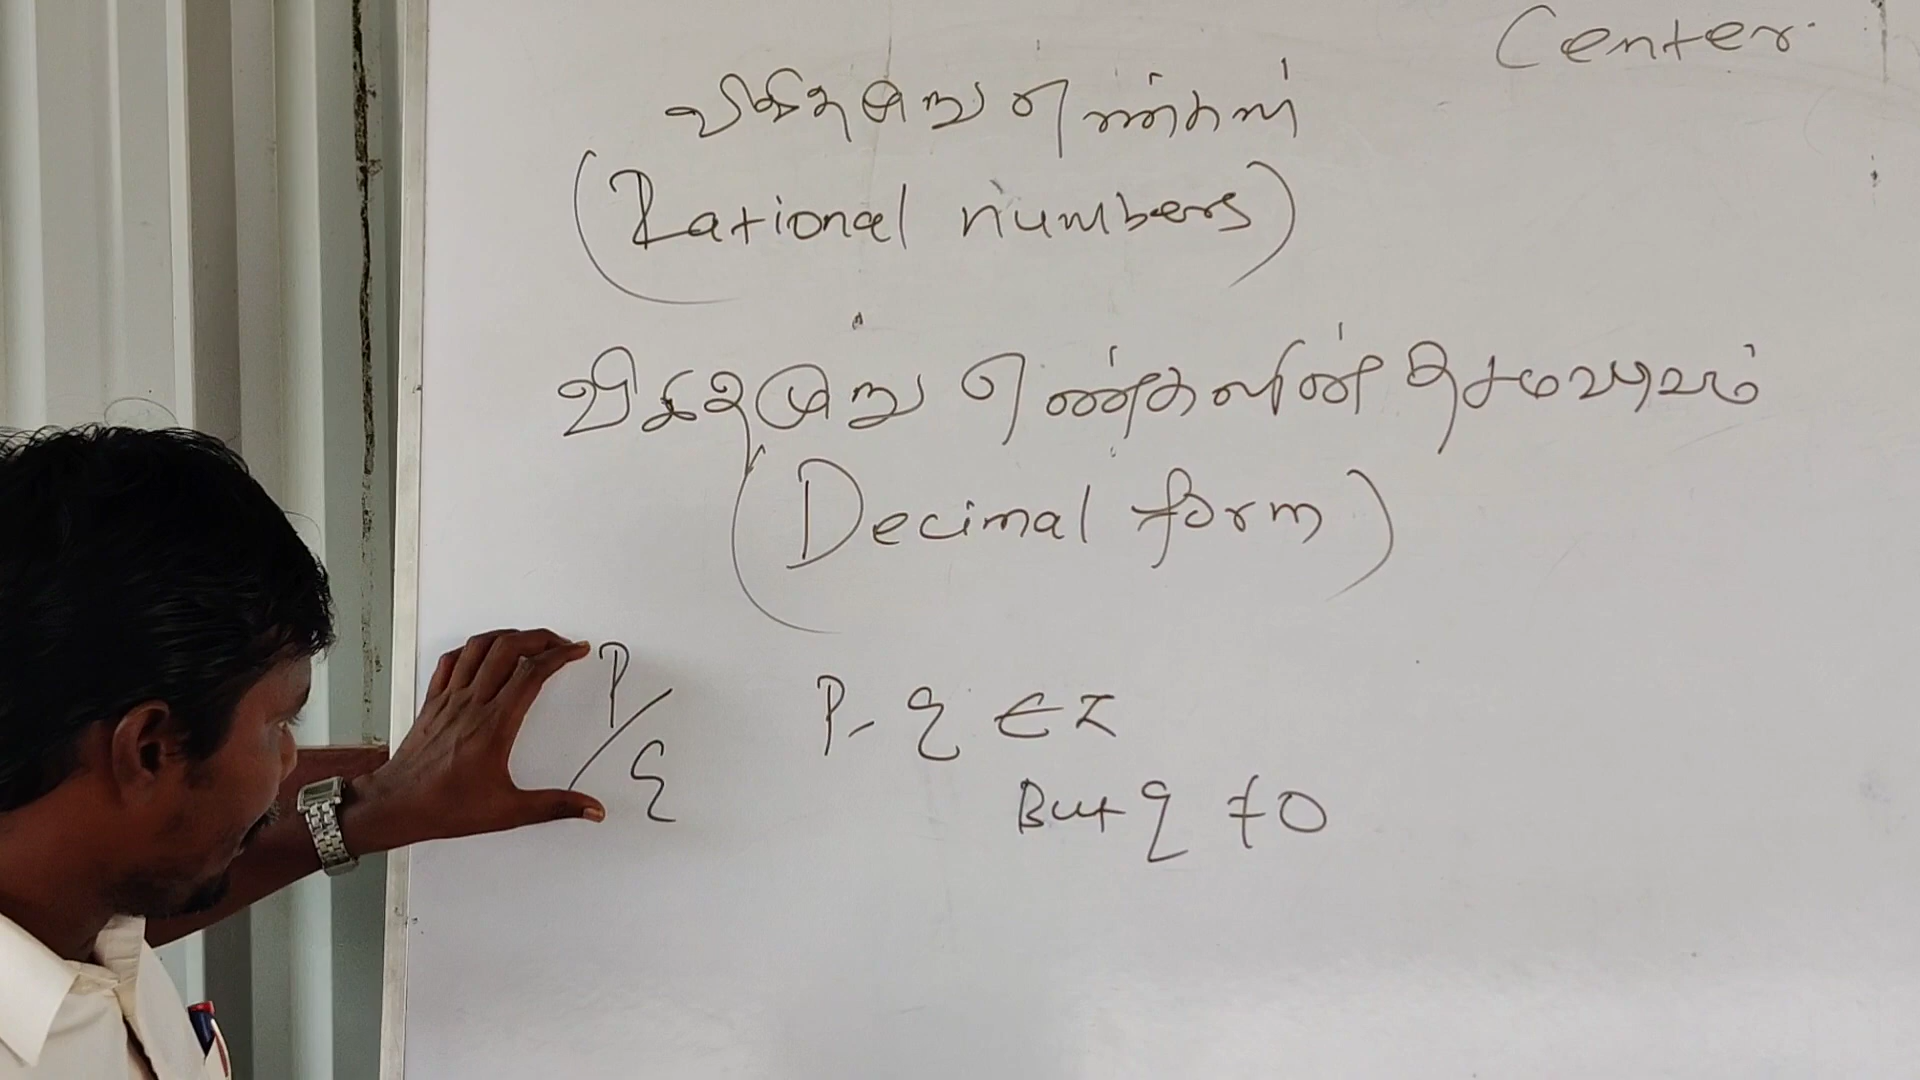 Center
விகிதமுறு எண்கள்
(Rational numbers)
விகிதமுறு எண்களின் தசமவடிவம்
(Decimal form)
P/q P, q ∈ Z
But q ≠ 0